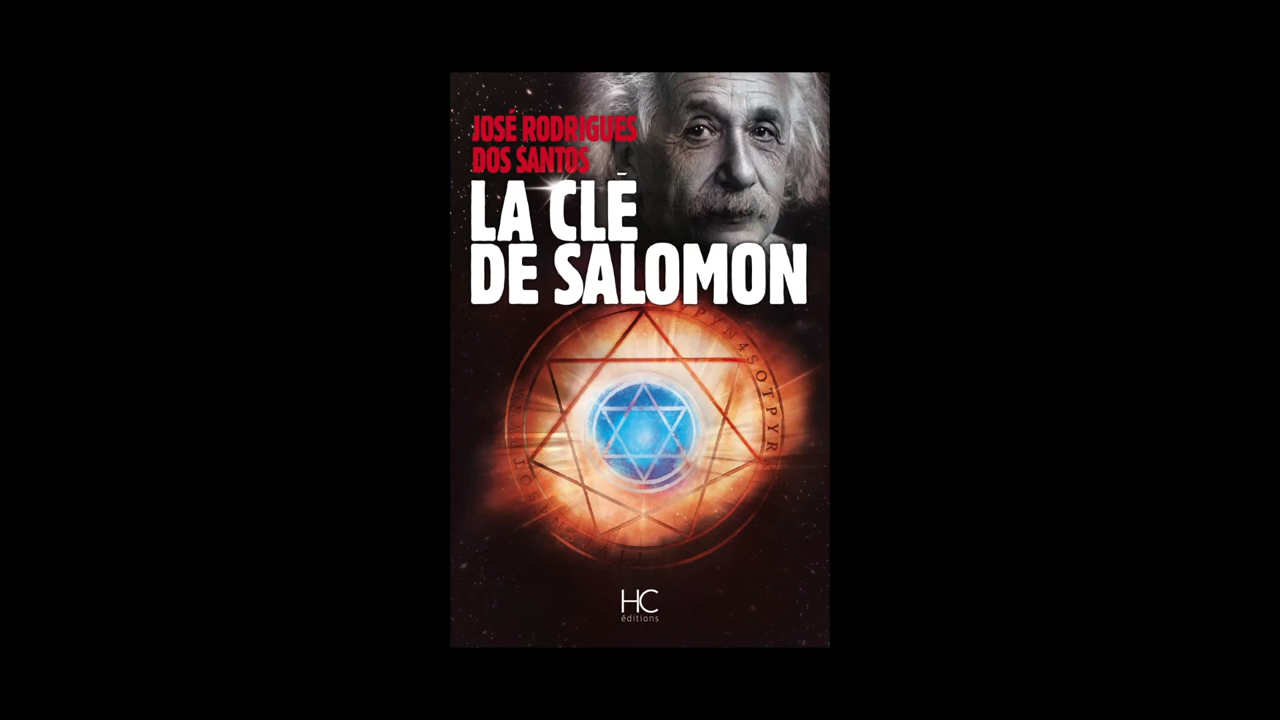 JOSÉ RODRIGUES
DOS SANTOS
LA CLÉ
DE SALOMON
HC
éditions